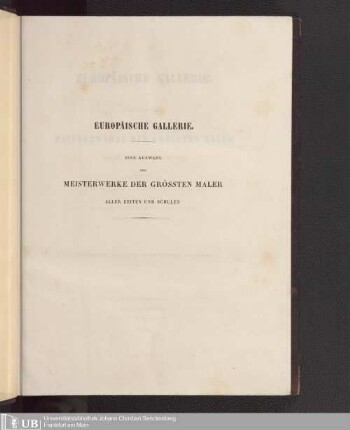 EUROPÄISCHE GALLERIE.
EINE AUSWAHL
DER
MEISTERWERKE DER GRÖSSTEN MALER
ALLER ZEITEN UND SCHULEN
UB
Universitätsbibliothek Johann Christian Senckenberg
Frankfurt am Main